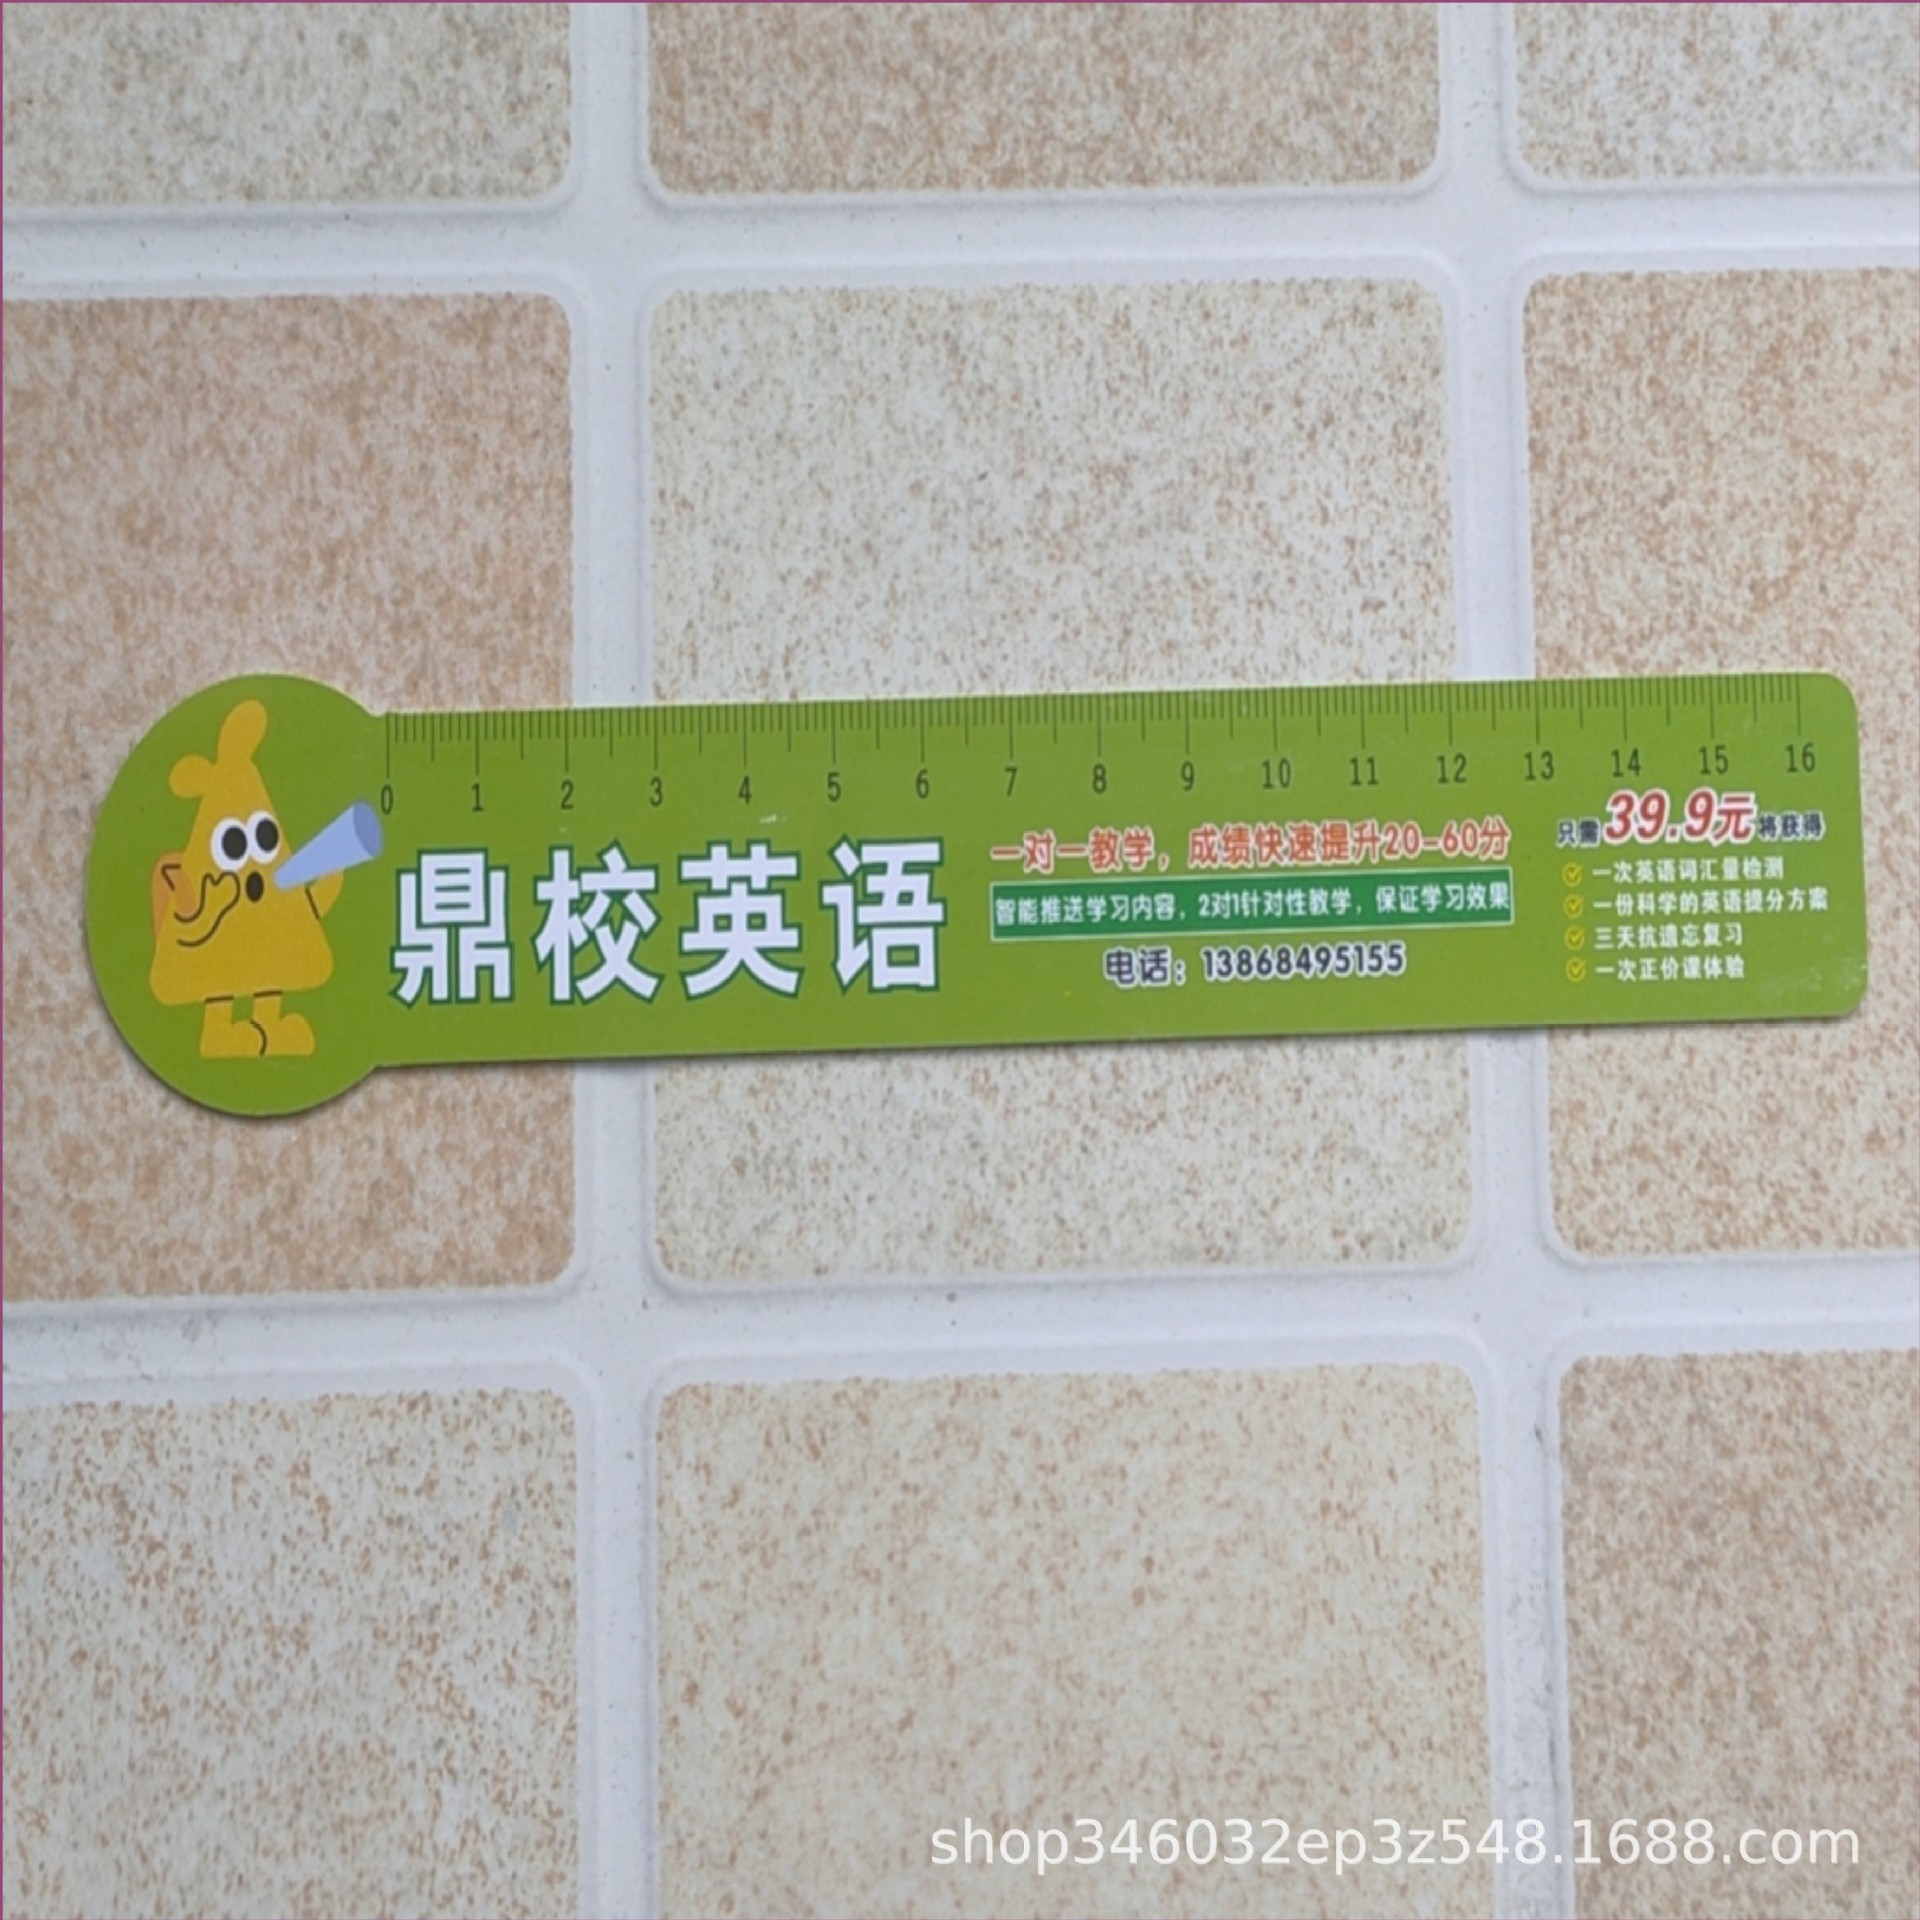 0 1 2 3 4 5 6 7 8 9 10 11 12 13 14 15 16
鼎校英语
一对一教学，成绩快速提升20-60分
智能推送学习内容，2对1针对性教学，保证学习效果
电话：13868495155
只需39.9元将获得
一次英语词汇量检测
一份科学的英语提分方案
三天抗遗忘复习
一次正价课体验
shop346032ep3z548.1688.com